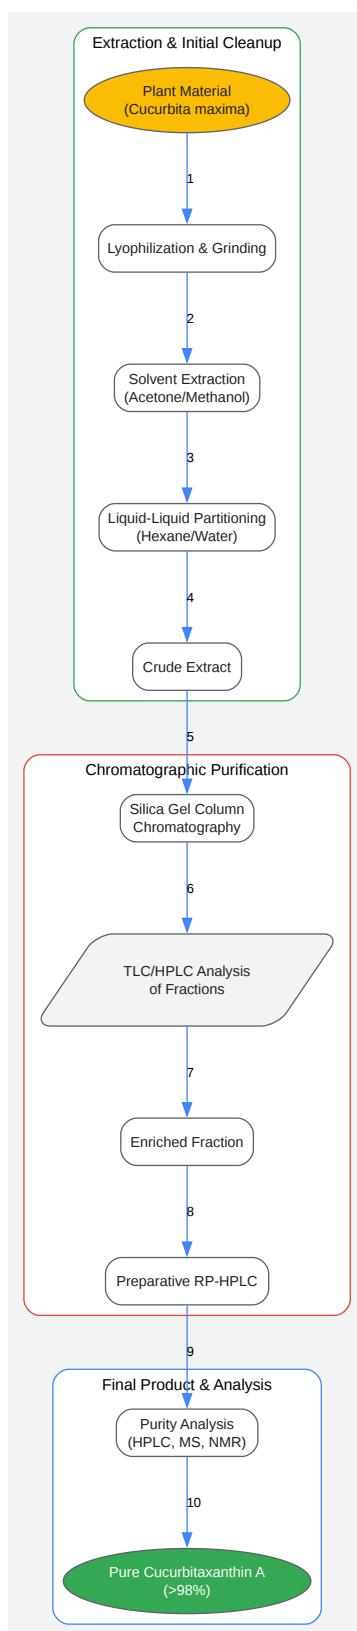 Extraction & Initial Cleanup
Plant Material
(Cucurbita maxima)
1
Lyophilization & Grinding
2
Solvent Extraction
(Acetone/Methanol)
3
Liquid-Liquid Partitioning
(Hexane/Water)
4
Crude Extract
5
Chromatographic Purification
Silica Gel Column
Chromatography
6
TLC/HPLC Analysis
of Fractions
7
Enriched Fraction
8
Preparative RP-HPLC
9
Final Product & Analysis
Purity Analysis
(HPLC, MS, NMR)
10
Pure Cucurbitaxanthin A
(>98%)